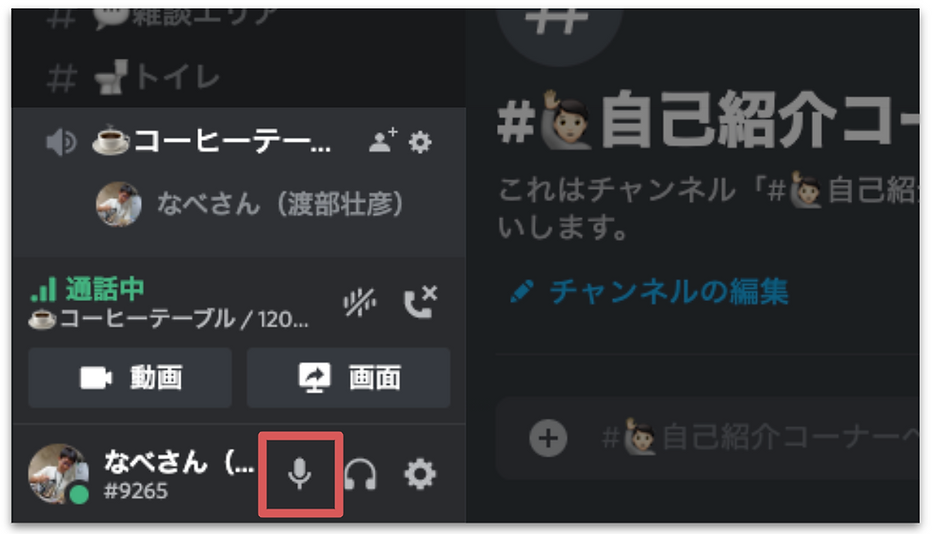 # 💬雑談エリア
# 🚽トイレ
☕コーヒーテー...
なべさん（渡部壮彦）
通話中
☕コーヒーテーブル / 120...
動画
画面
なべさん（...
#9265
#
#🙋🏻自己紹介コー
これはチャンネル「#🙋🏻自己紹
いします。
チャンネルの編集
#🙋🏻自己紹介コーナーへ